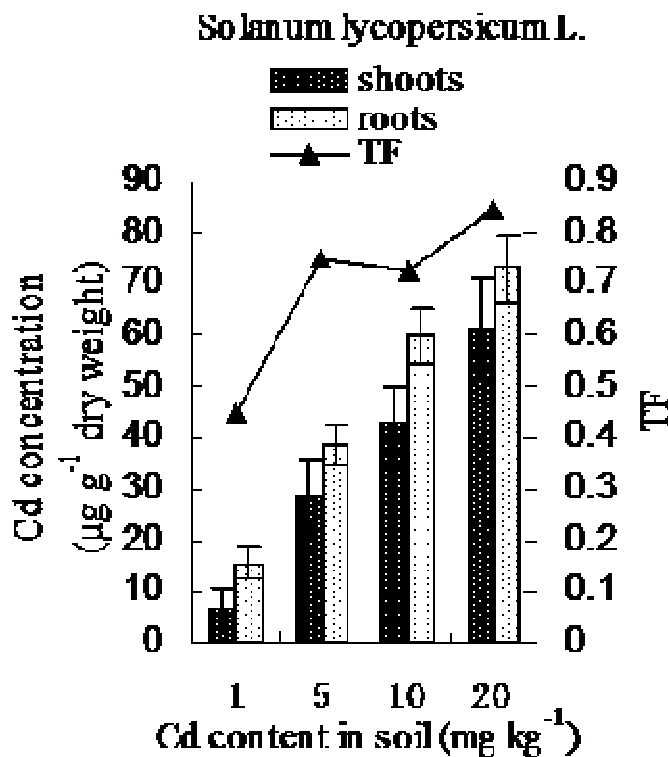 Solanum lycopersicum L.
shoots
roots
TF
90
80
70
60
50
40
30
20
10
0
Cd concentration
(µg g⁻¹ dry weight)
0.9
0.8
0.7
0.6
0.5
0.4
0.3
0.2
0.1
0
TF
1 5 10 20
Cd content in soil (mg kg⁻¹)